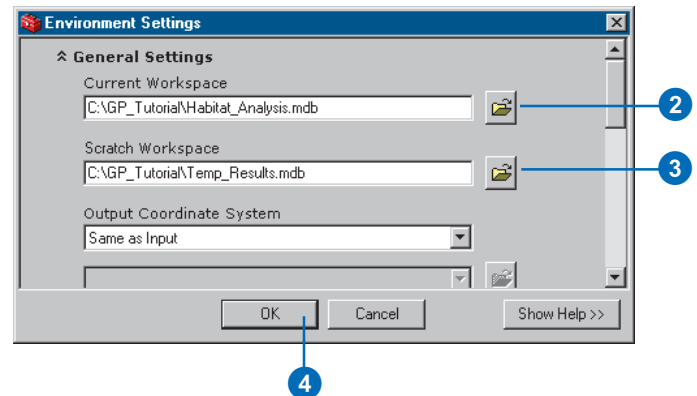 Environment Settings
General Settings
Current Workspace
C:\GP_Tutorial\Habitat_Analysis.mdb
2
Scratch Workspace
C:\GP_Tutorial\Temp_Results.mdb
3
Output Coordinate System
Same as Input
OK
Cancel
Show Help >>
4